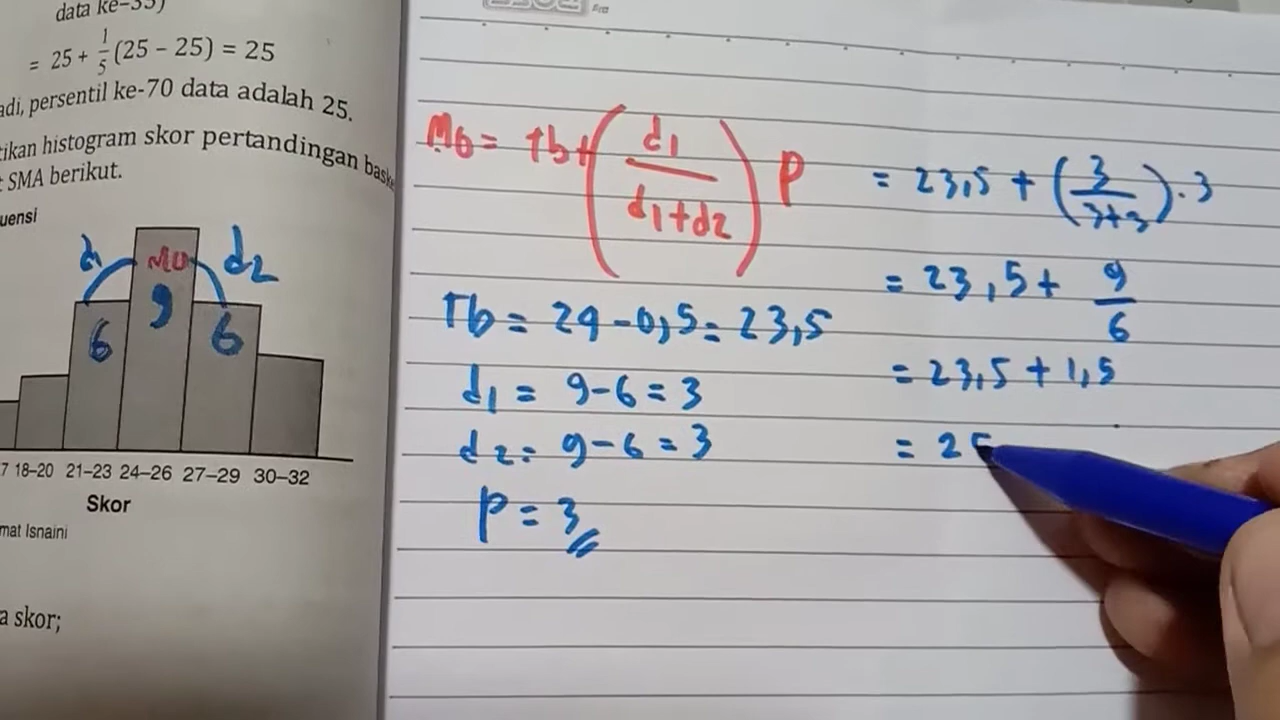 data ke-35)
= 25 + 1/5 (25 − 25) = 25
adi, persentil ke-70 data adalah 25.
tikan histogram skor pertandingan baske
t SMA berikut.
uensi
d1 Mo d2
6 9 6
7 18–20 21–23 24–26 27–29 30–32
Skor
mat Isnaini
a skor;
Mo = Tb + (d1/(d1+d2)) P
Tb = 24 - 0,5 = 23,5
d1 = 9-6 = 3
d2 = 9-6 = 3
P = 3
= 23,5 + (3/(3+3)) . 3
= 23,5 + 9/6
= 23,5 + 1,5
= 25